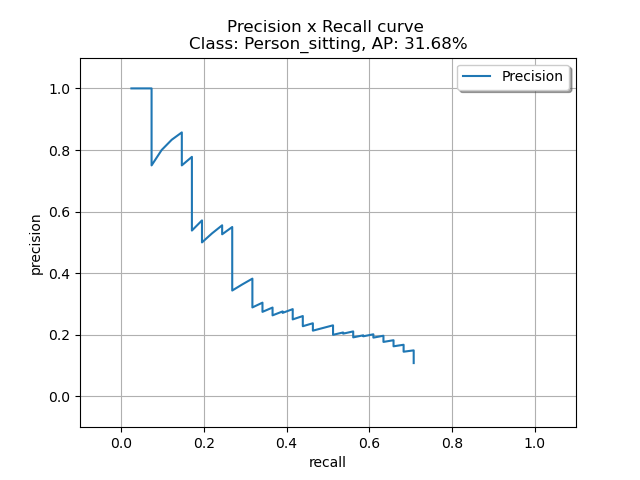 Precision x Recall curve
Class: Person_sitting, AP: 31.68%
Precision
1.0
0.8
0.6
0.4
0.2
0.0
precision
0.0 0.2 0.4 0.6 0.8 1.0
recall